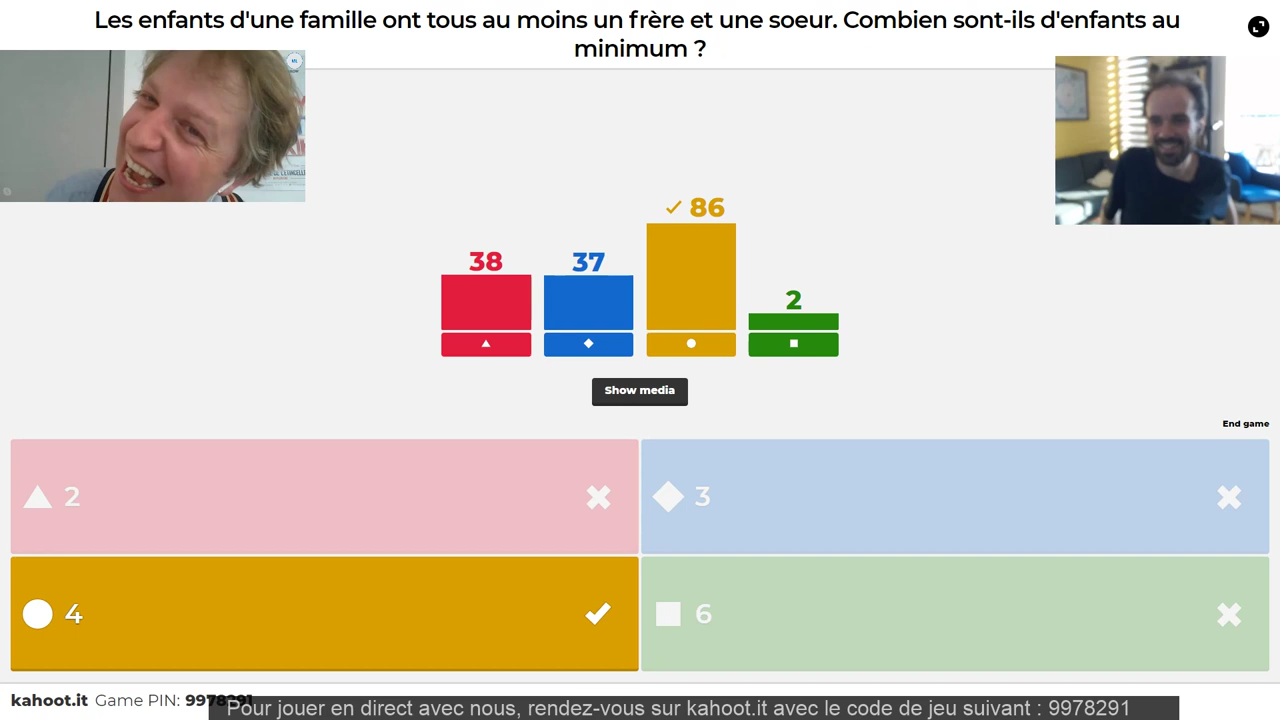 Les enfants d'une famille ont tous au moins un frère et une soeur. Combien sont-ils d'enfants au
minimum ?
86
38
37
2
Show media
End game
2
3
4
6
kahoot.it Game PIN: 9978291
Pour jouer en direct avec nous, rendez-vous sur kahoot.it avec le code de jeu suivant : 9978291